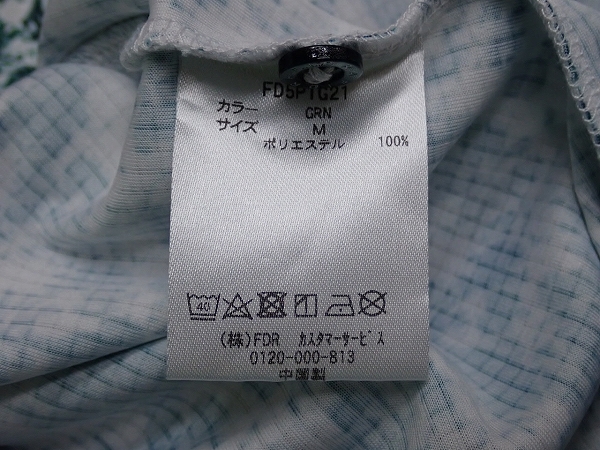 FD5PTG21
カラー GRN
サイズ M
ポリエステル 100%
40
(株)FDR カスタマーサービス
0120-000-813
中国製